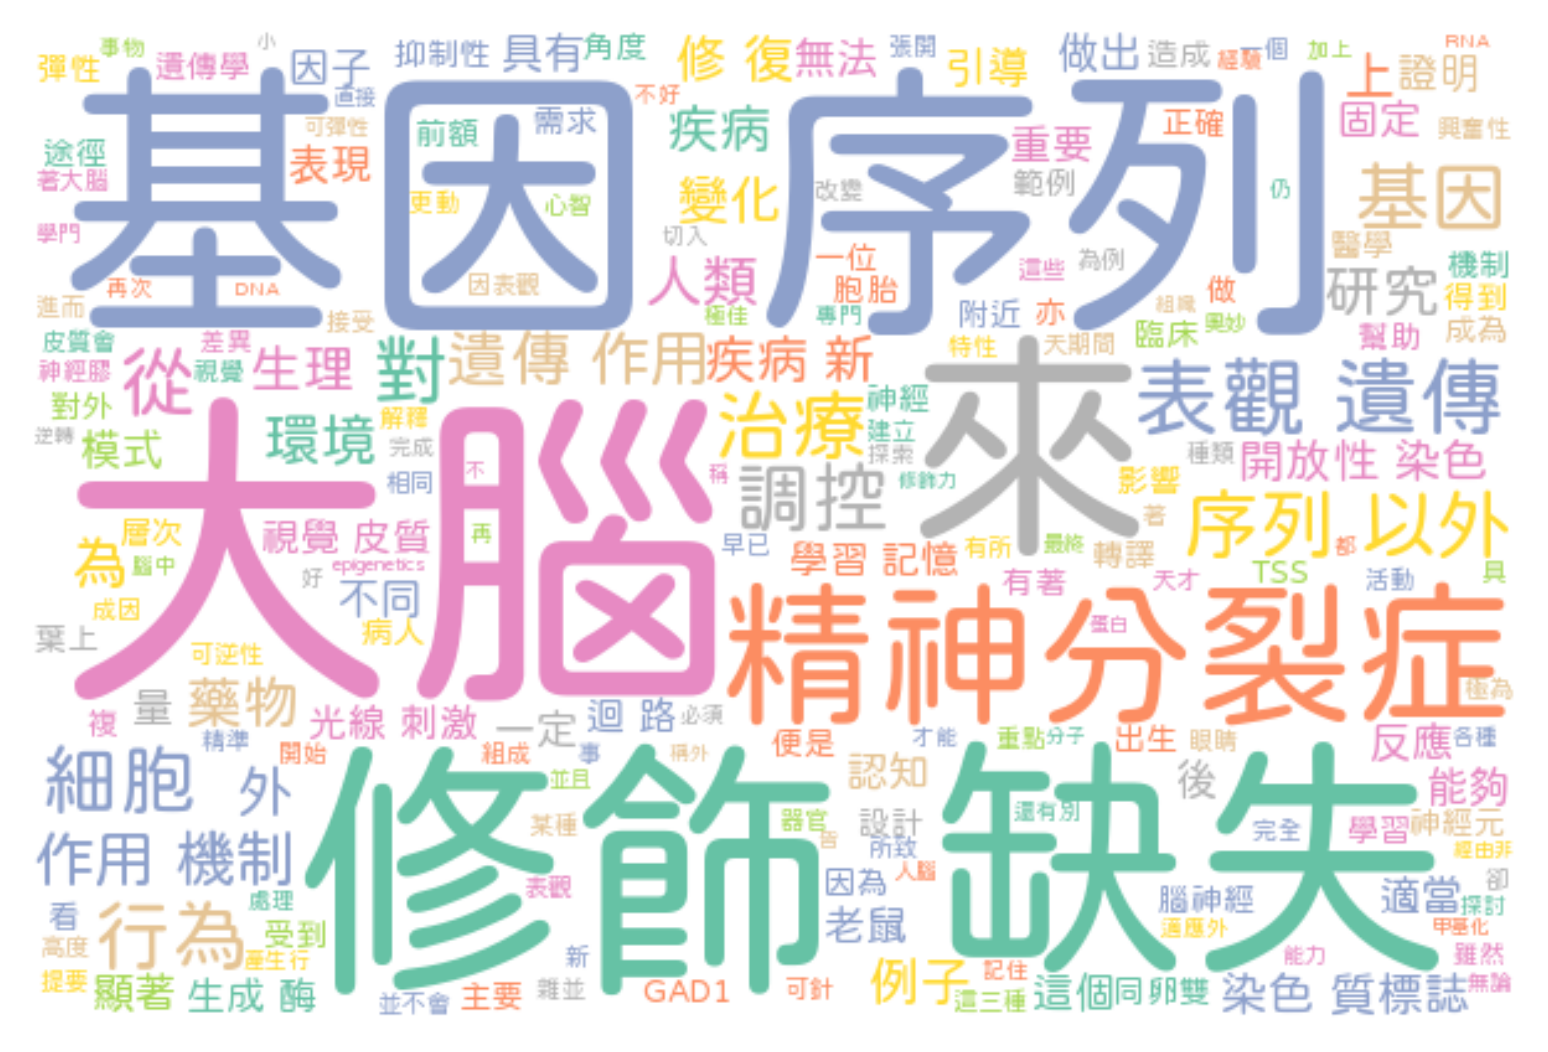 彈性 事物 遺傳學 小 因子 抑制性 具有 角度 修 復 無法 張開 引導 做出 造成 經驗 一個 加上 RNA
直接 不好 上 證明
基因 序列
途徑 可彈性 前額 需求 疾病 重要 正確 固定 興奮性
著大腦 表現 更動 心智 變化 改變 範例 仍 基因
學門 切入 醫學
再次 DNA 因表觀 人類 一位 這些 為例 研究 機制
進而 接受 極佳 胞胎 專門 附近 亦 組織 做 得到
皮質會 差異 特性 天期間 臨床 奧妙 幫助 成為
神經膠 從 視覺 生理 對 遺傳 作用 疾病 新 來 表觀 遺傳
對外 解釋 治療 神經
逆轉 模式 環境 完成 建立 種類 開放性 染色
大腦 相同 不 稱 調控 探索 修飾力 影響
層次 視覺 皮質 再 早已 著 序列 以外
為 腦中 epigenetics 學習 記憶 有所 最終 轉譯 都
成因 好 不同 有著 天才 TSS 活動 具
葉上 病人 精神分裂症 蛋白
可逆性 極為
複 量 藥物 光線 刺激 一定 迴 路 必須
精準 開始 組成 事 稱外 便是 才能 重點 分子 出生 眼睛 反應 各種
細胞 外 修飾 缺失 並且 認知 後 能夠
作用 機制 某種 器官 皆 設計 還有別 完全 學習 神經元
所致 經由非
看 處理 表觀 因為 人腦 腦神經 適當 卻 探討
高度 行為 受到 老鼠 適應外 甲基化
提要 產生行 新 能力 雖然
顯著 生成 酶 並不會 主要 雜並 GAD1 可針 例子 記住 這三種 這個 同卵雙 染色 質標誌 無論